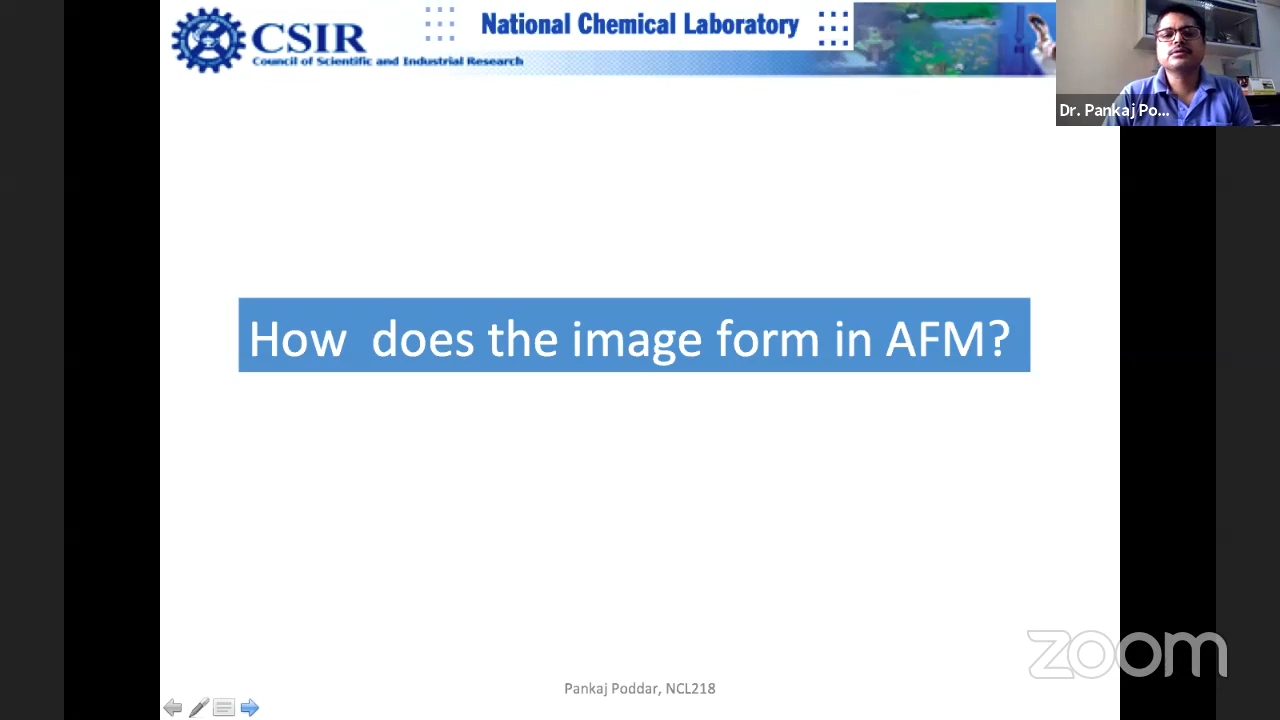 CSIR
Council of Scientific and Industrial Research
National Chemical Laboratory
Dr. Pankaj Po...
How does the image form in AFM?
zoom
Pankaj Poddar, NCL218